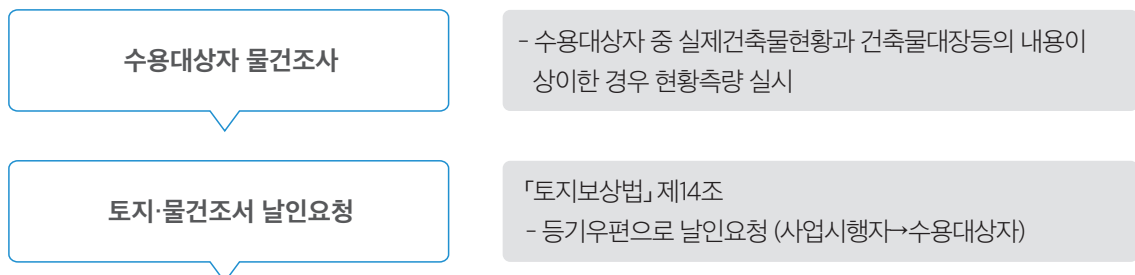 수용대상자 물건조사
- 수용대상자 중 실제건축물현황과 건축물대장등의 내용이
상이한 경우 현황측량 실시
토지·물건조서 날인요청
「토지보상법」 제14조
- 등기우편으로 날인요청 (사업시행자→수용대상자)